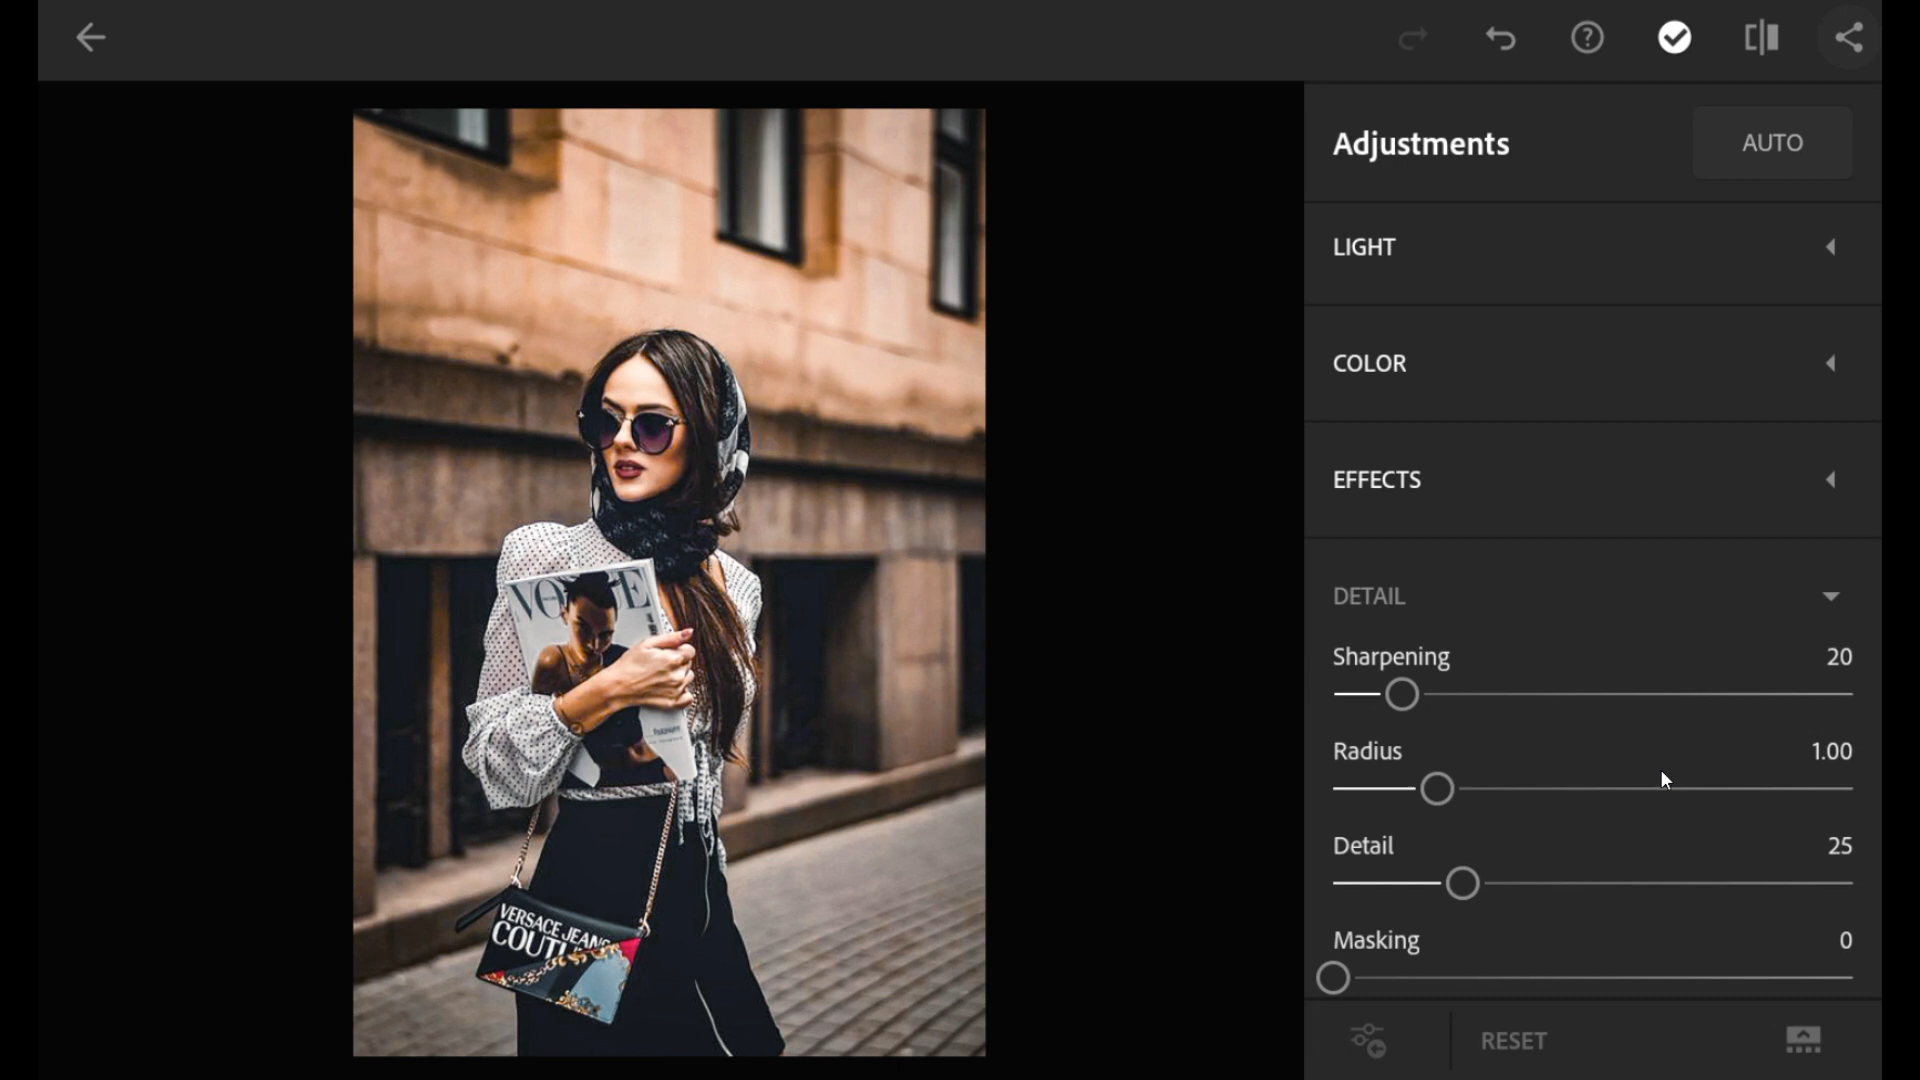 Adjustments
AUTO
LIGHT
COLOR
EFFECTS
DETAIL
Sharpening 20
Radius 1.00
Detail 25
Masking 0
RESET
VOGUE
VERSACE JEANS
COUTU